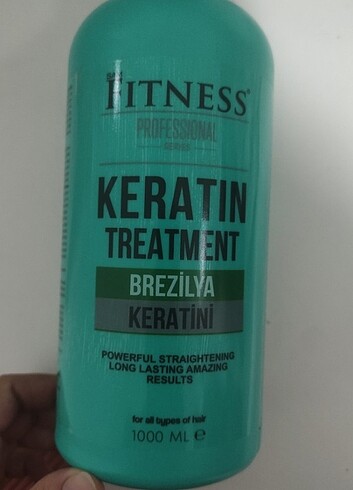 FITNESS®
PROFESSIONAL
SERIES
KERATIN
TREATMENT
BREZİLYA
KERATİNİ
POWERFUL STRAIGHTENING
LONG LASTING AMAZING
RESULTS
for all types of hair
1000 ML ℮